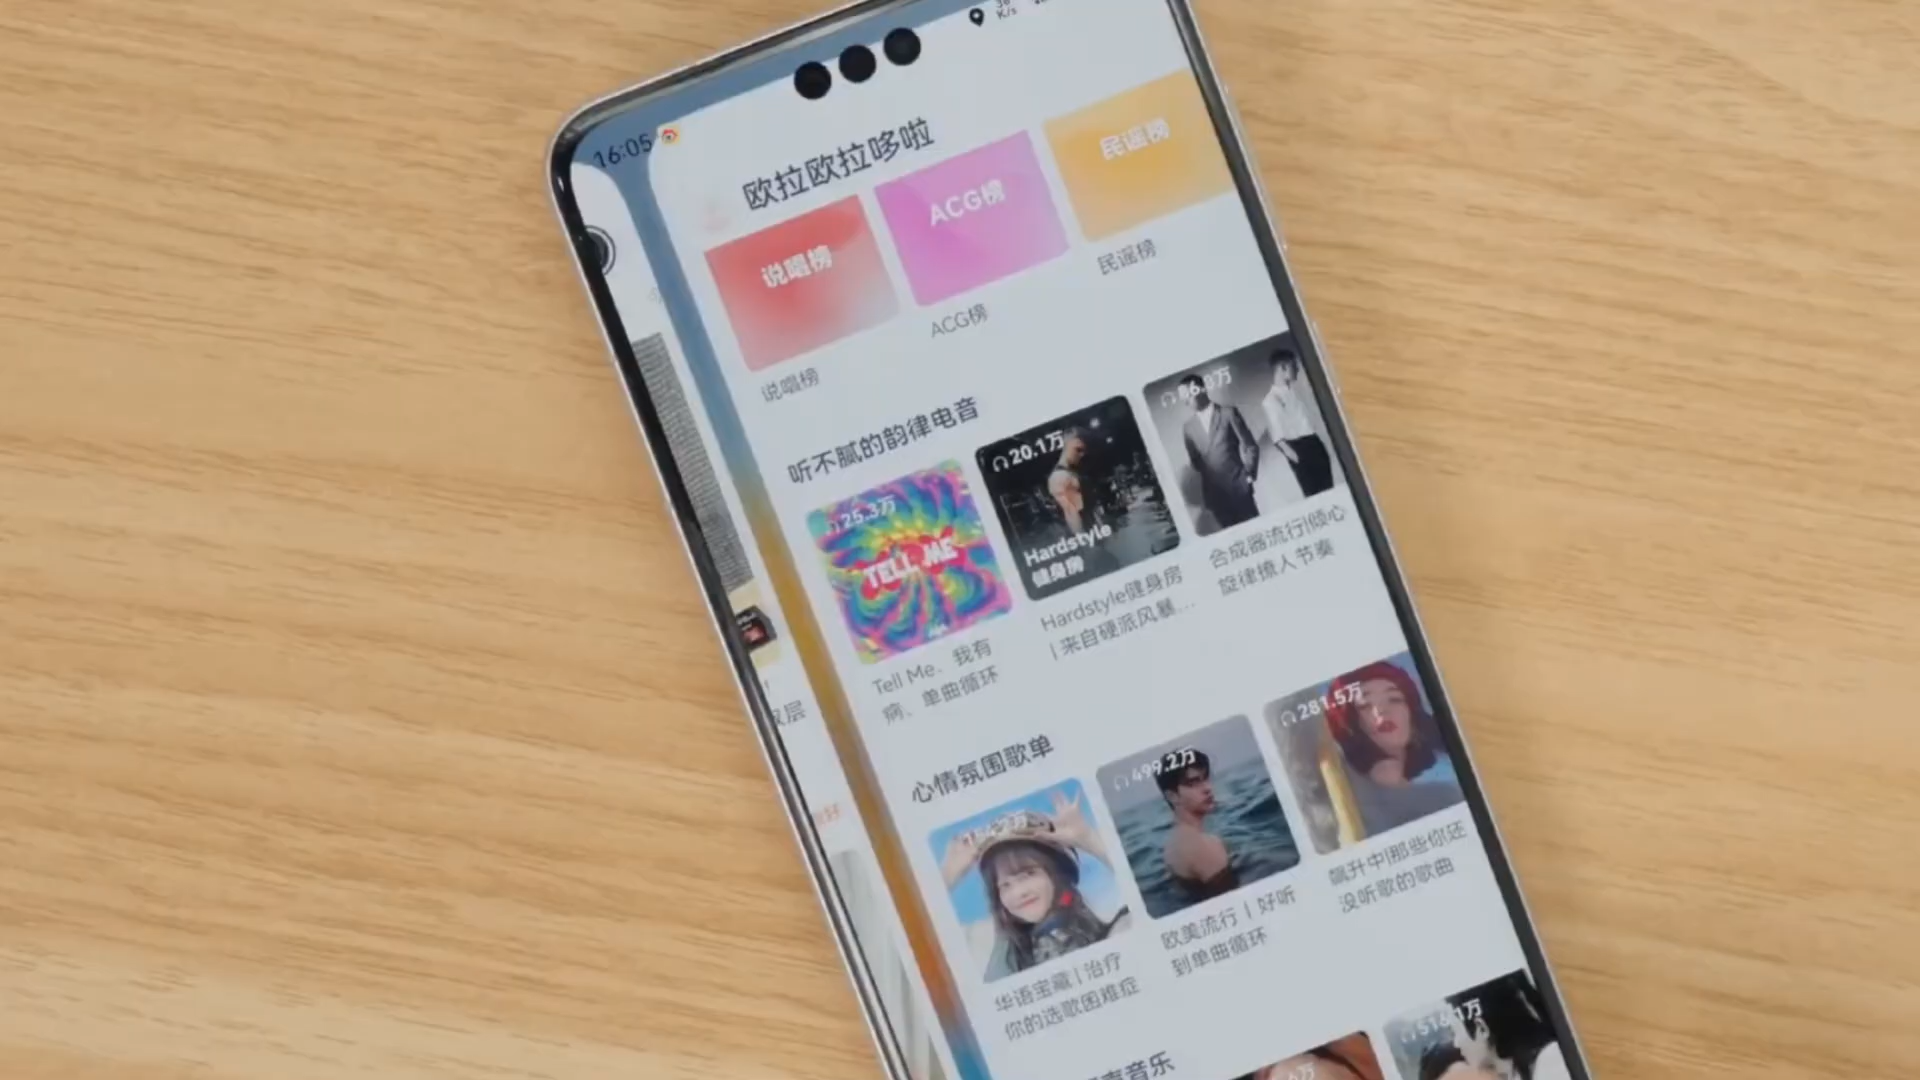 16:05
K/s
欧拉欧拉哆啦
说唱榜
ACG榜
民谣榜
说唱榜
ACG榜
民谣榜
听不腻的韵律电音
25.3万
TELL ME
20.1万
Hardstyle
健身房
Tell Me、我有
病、单曲循环
Hardstyle健身房
| 来自硬派风暴...
合成器流行|倾心
旋律撩人节奏
心情氛围歌单
499.2万
281.5万
华语宝藏 | 治疗
你的选歌困难症
欧美流行 | 好听
到单曲循环
飙升中|那些你还
没听歌的歌曲
音乐